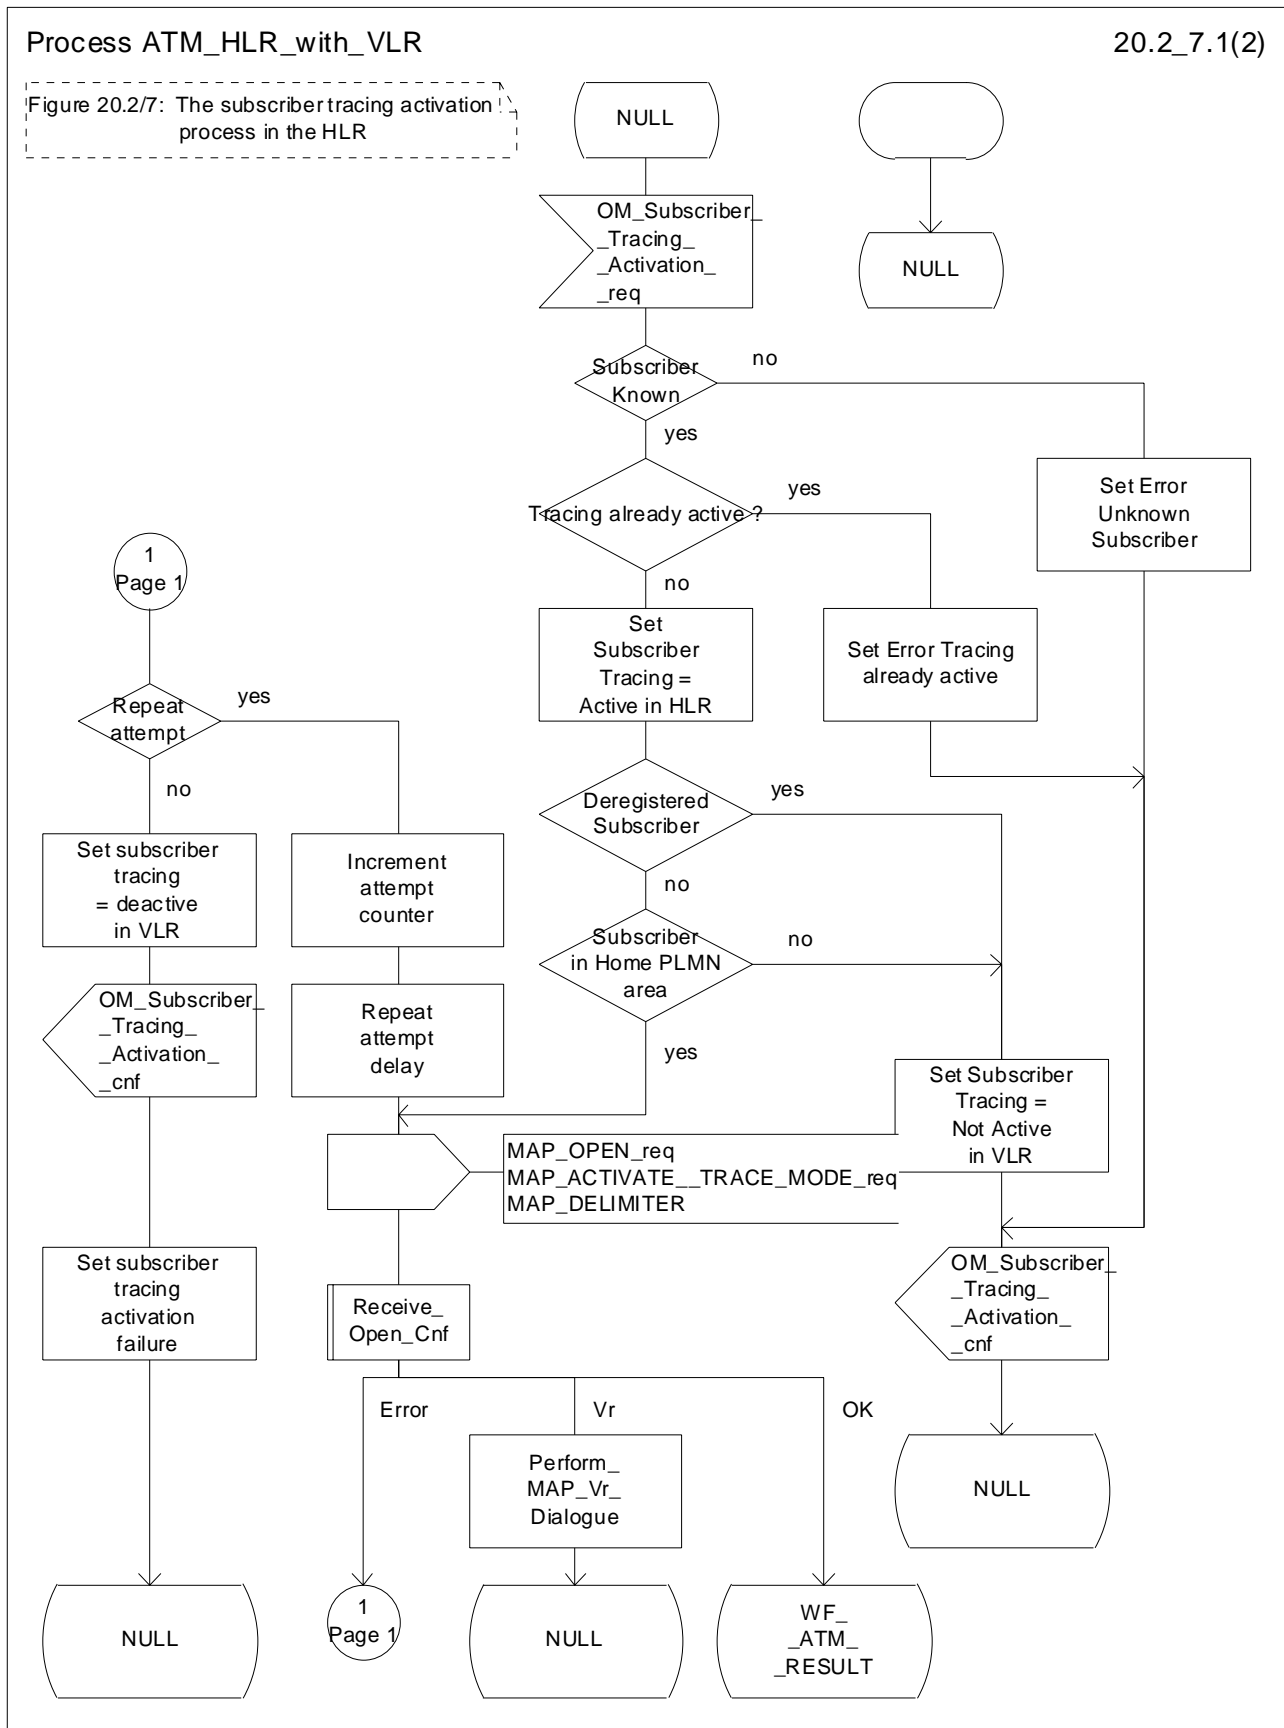 Process ATM_HLR_with_VLR
20.2_7.1(2)
Figure 20.2/7: The subscriber tracing activation
process in the HLR
NULL
OM_Subscriber_
_Tracing_
_Activation_
_req
NULL
Subscriber
Known
no
yes
Tracing already active ?
yes
no
Set Error
Unknown
Subscriber
1
Page 1
Set
Subscriber
Tracing =
Active in HLR
Set Error Tracing
already active
Repeat
attempt
yes
no
Deregistered
Subscriber
yes
no
Set subscriber
tracing
= deactive
in VLR
Increment
attempt
counter
Subscriber
in Home PLMN
area
no
yes
OM_Subscriber_
_Tracing_
_Activation_
_cnf
Repeat
attempt
delay
Set Subscriber
Tracing =
Not Active
in VLR
MAP_OPEN_req
MAP_ACTIVATE__TRACE_MODE_req
MAP_DELIMITER
Set subscriber
tracing
activation
failure
Receive_
Open_Cnf
OM_Subscriber_
_Tracing_
_Activation_
_cnf
Error
Vr
OK
Perform_
MAP_Vr_
Dialogue
NULL
NULL
1
Page 1
NULL
WF_
_ATM_
_RESULT